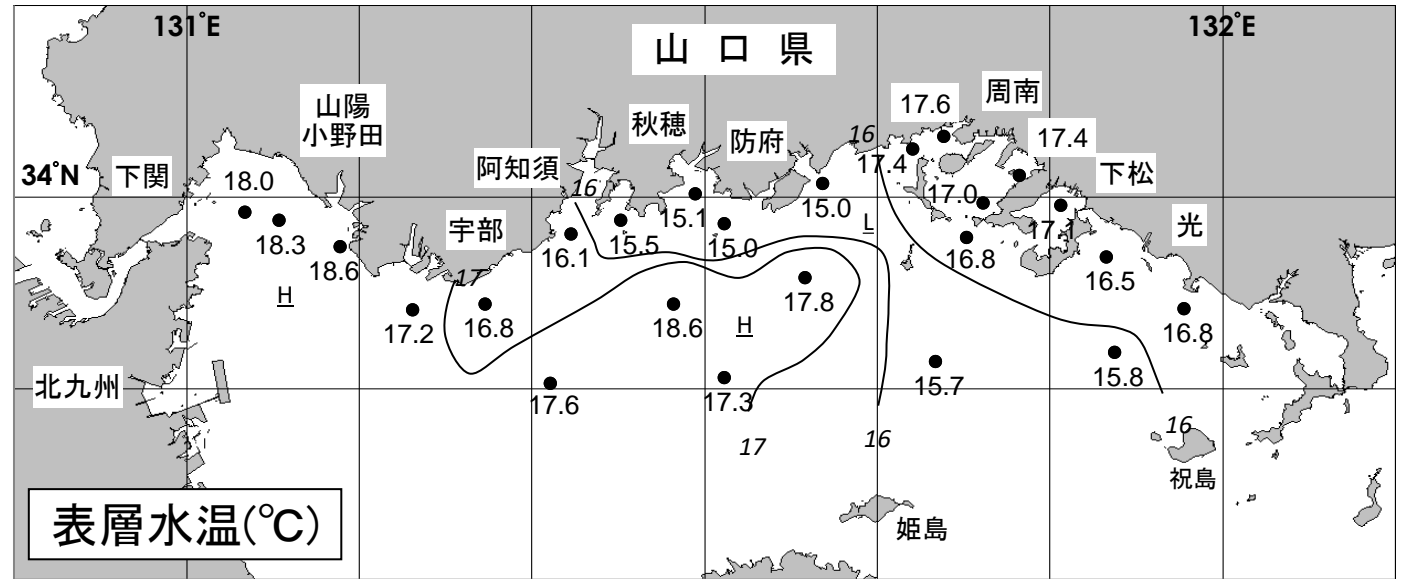 131°E
132°E
山 口 県
17.6
周南
山陽
小野田
秋穂
防府
16
17.4
17.4
34°N
下関
阿知須
下松
18.0
16
17.0
15.1
15.0
L
17.1
光
宇部
18.3
16.1
15.5
15.0
16.8
18.6
16.5
17
H
17.8
17.2
16.8
18.6
H
16.8
15.7
15.8
北九州
17.6
17.3
17
16
16
祝島
表層水温(℃)
姫島